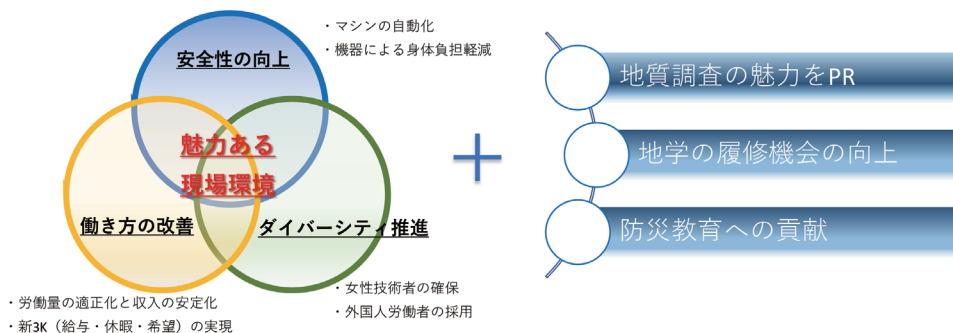 ・マシンの自動化
・機器による身体負担軽減
安全性の向上
魅力ある
現場環境
働き方の改善
ダイバーシティ推進
・労働量の適正化と収入の安定化
・新3K（給与・休暇・希望）の実現
・女性技術者の確保
・外国人労働者の採用
+
地質調査の魅力をPR
地学の履修機会の向上
防災教育への貢献